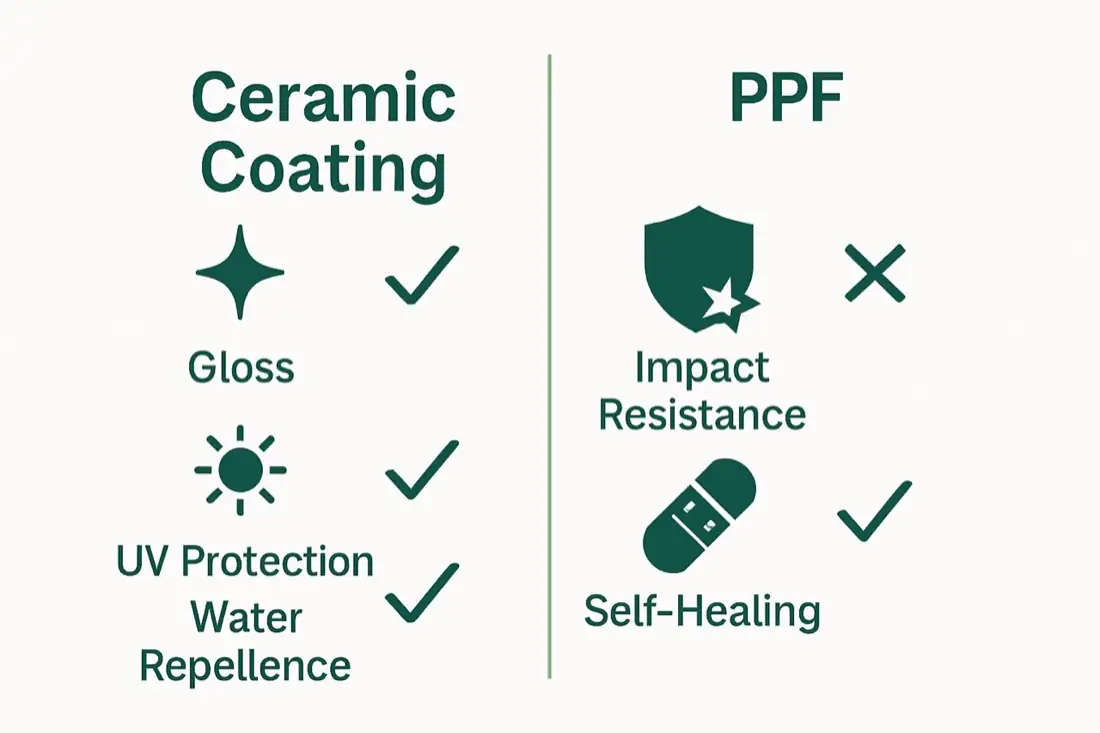 Ceramic
Coating
Gloss
UV Protection
Water
Repellence
PPF
Impact
Resistance
Self-Healing